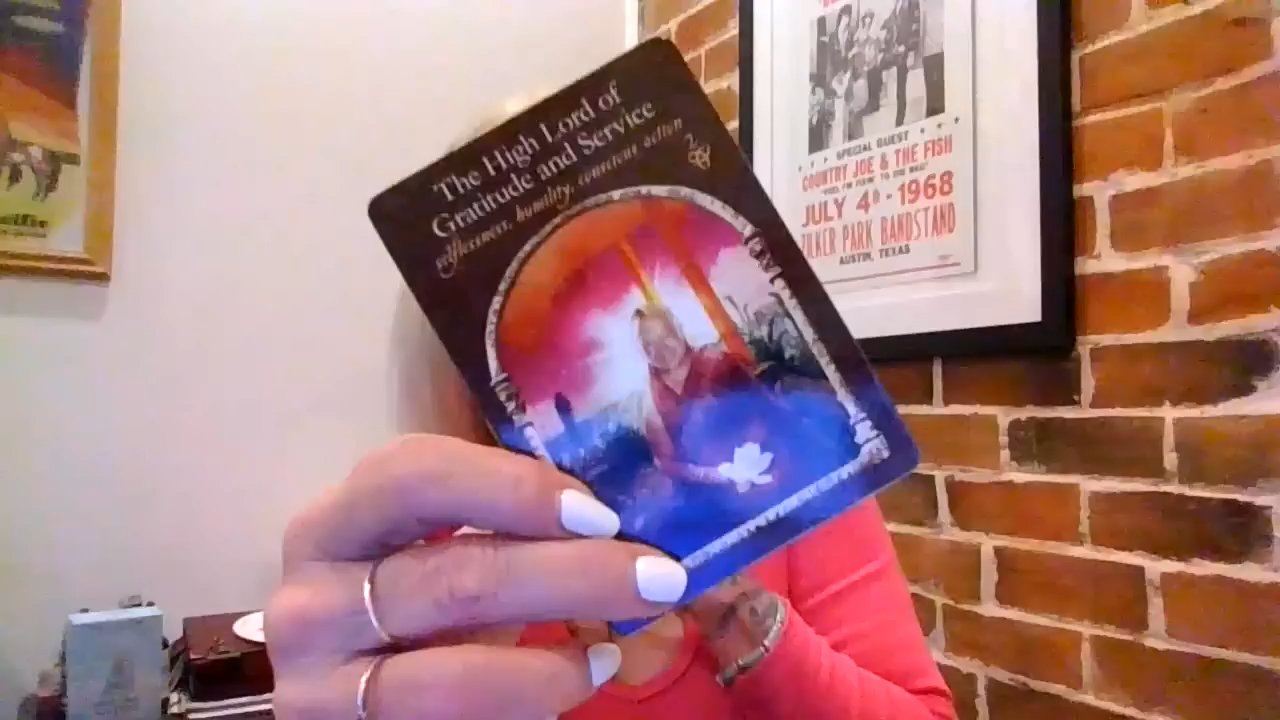 The High Lord of
Gratitude and Service
selflessness, humility, conscious action
SPECIAL GUEST
COUNTRY JOE & THE FISH
JULY 4th - 1968
ZILKER PARK BANDSTAND
AUSTIN, TEXAS